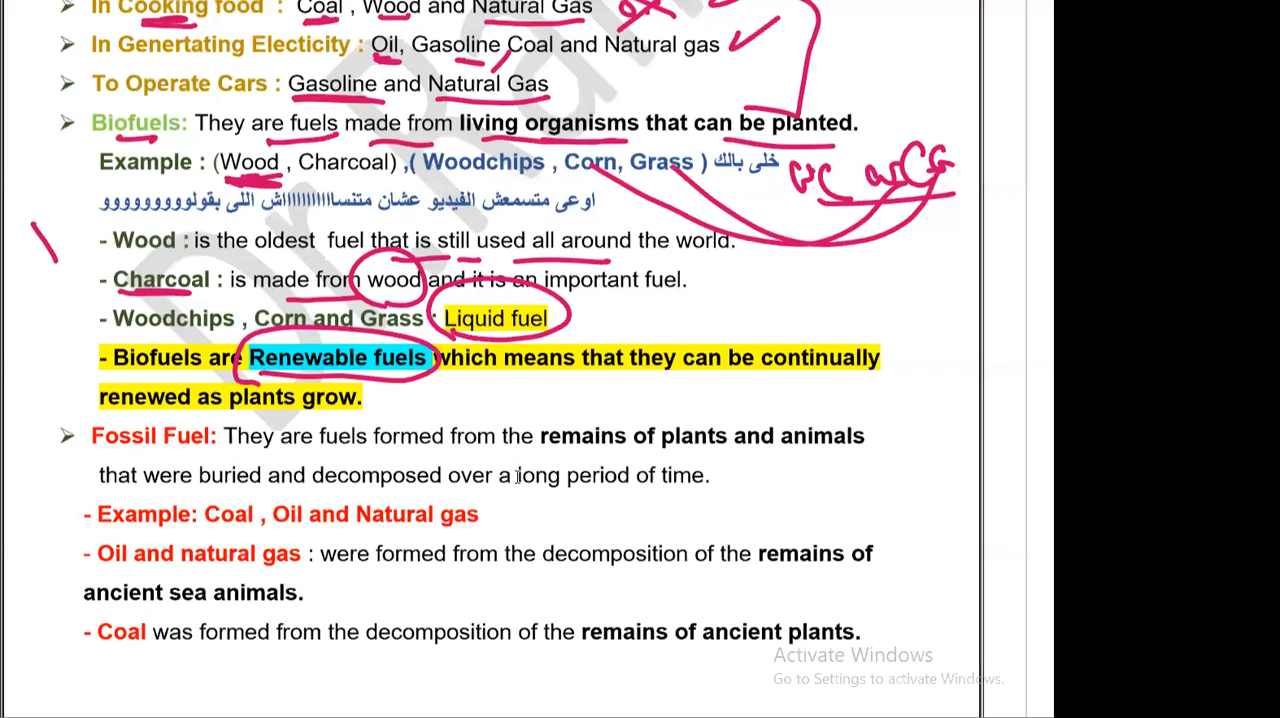 ➢ In Cooking food : Coal , Wood and Natural Gas
➢ In Genertating Electicity : Oil, Gasoline Coal and Natural gas
➢ To Operate Cars : Gasoline and Natural Gas
➢ Biofuels: They are fuels made from living organisms that can be planted.
Example : (Wood , Charcoal) ,( Woodchips , Corn, Grass ) خلى بالك
اوعى متسمعش الفيديو عشان متنساااااااااااش اللى بقولوووووووووو
- Wood : is the oldest fuel that is still used all around the world.
- Charcoal : is made from wood and it is an important fuel.
- Woodchips , Corn and Grass : Liquid fuel
- Biofuels are Renewable fuels which means that they can be continually
renewed as plants grow.
➢ Fossil Fuel: They are fuels formed from the remains of plants and animals
that were buried and decomposed over a long period of time.
- Example: Coal , Oil and Natural gas
- Oil and natural gas : were formed from the decomposition of the remains of
ancient sea animals.
- Coal was formed from the decomposition of the remains of ancient plants.
Activate Windows
Go to Settings to activate Windows.